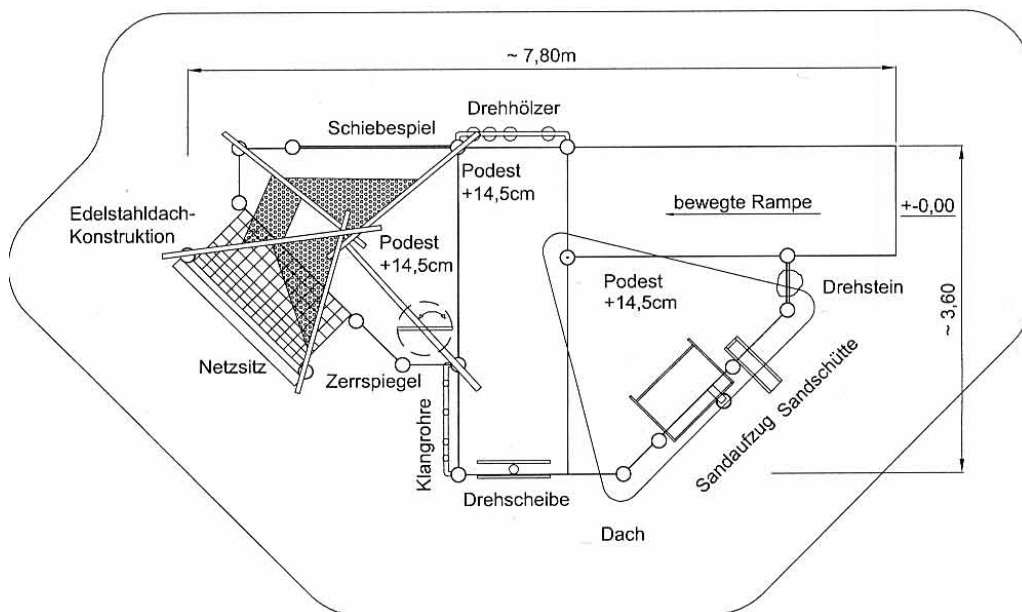 ~ 7,80m
Drehhölzer
Schiebespiel
Podest
+14,5cm
bewegte Rampe
+-0,00
Edelstahldach-
Konstruktion
Podest
+14,5cm
Podest
+14,5cm
Drehstein
~ 3,60
Netzsitz
Zerrspiegel
Klangrohre
Sandaufzug Sandschütte
Drehscheibe
Dach